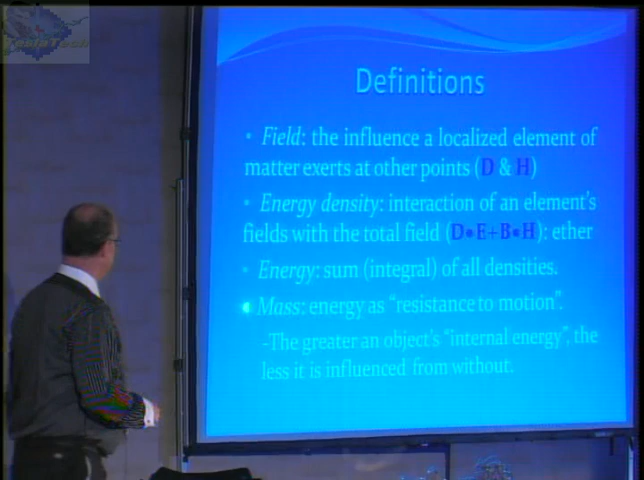 TeslaTech
Definitions
• Field: the influence a localized element of
matter exerts at other points (D & H)
• Energy density: interaction of an element's
fields with the total field (D•E+B•H): ether
• Energy: sum (integral) of all densities.
• Mass: energy as "resistance to motion".
-The greater an object's "internal energy", the
less it is influenced from without.